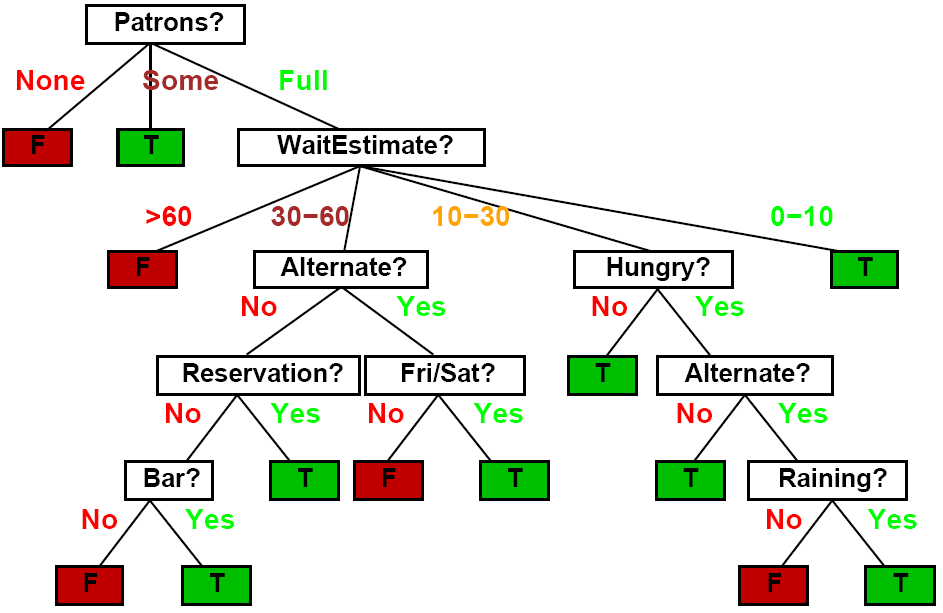 Patrons?
None Some Full
F T WaitEstimate?
>60 30−60 10−30 0−10
F Alternate? Hungry? T
No Yes No Yes
Reservation? Fri/Sat? T Alternate?
No Yes No Yes No Yes
Bar? T F T T Raining?
No Yes No Yes
F T F T